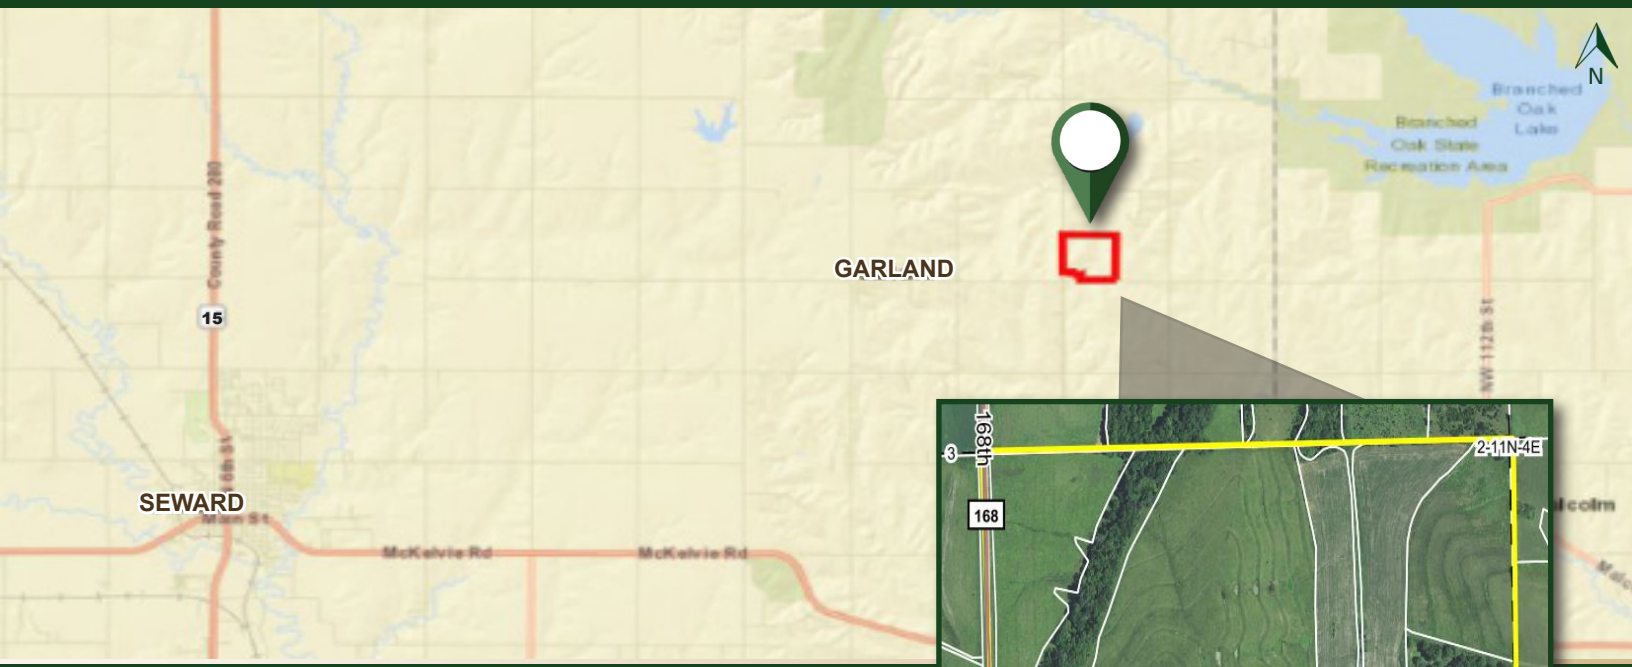 N
Branched
Oak
Lake
Branched
Oak State
Recreation Area
County Road 280
GARLAND
15
NW 112th St
168th
3
2-11N-4E
168
SEWARD
Main St
McKelvie Rd
McKelvie Rd
lcolm
Malc